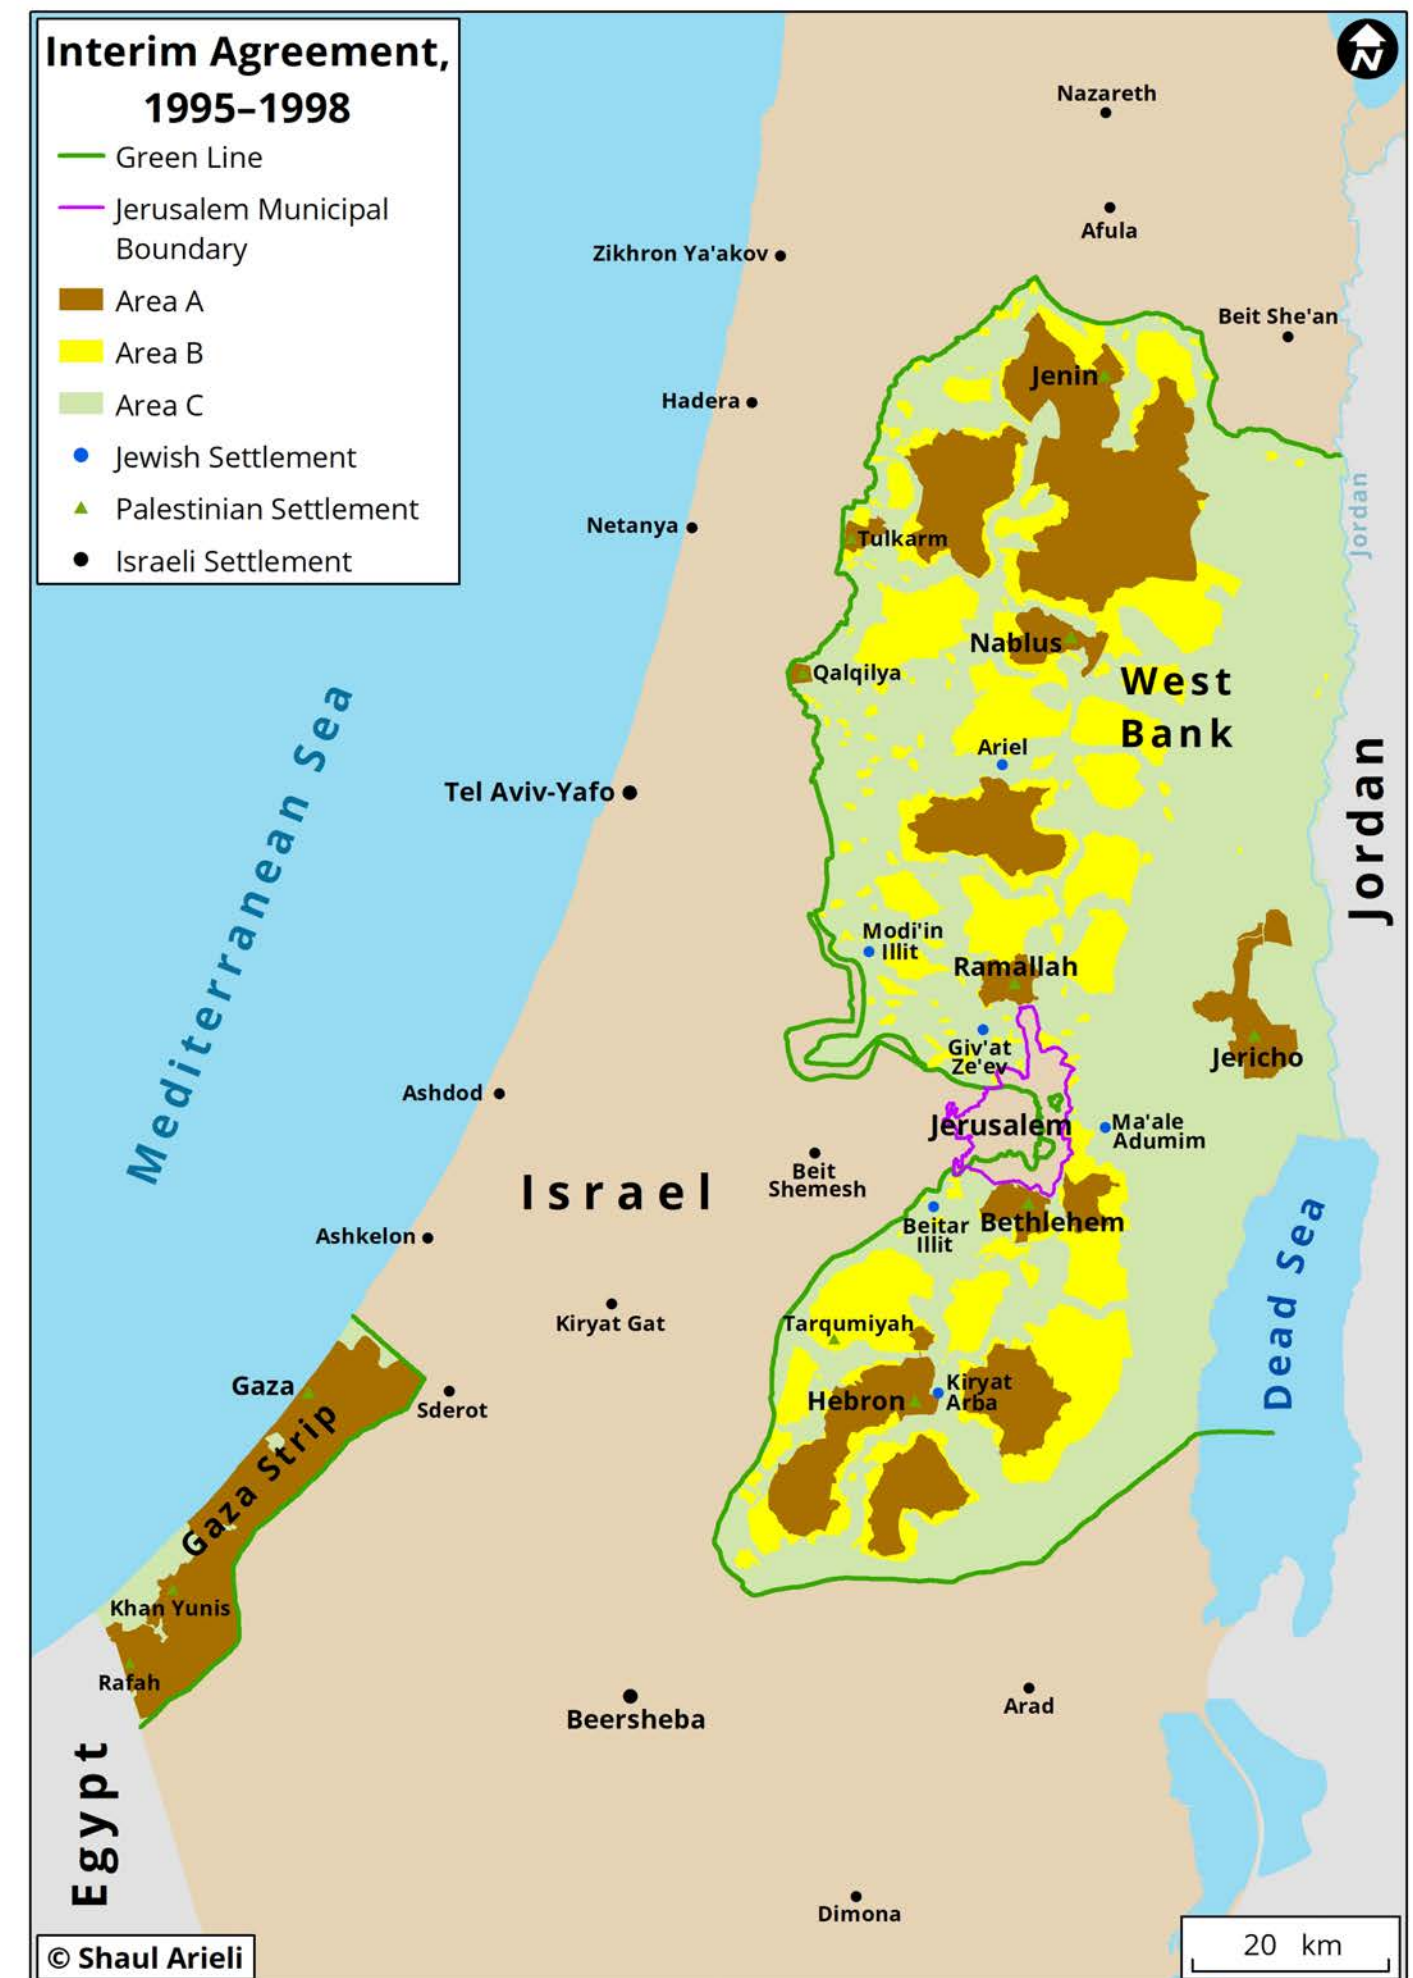 Interim Agreement,
1995–1998
Green Line
Jerusalem Municipal
Boundary
Area A
Area B
Area C
Jewish Settlement
Palestinian Settlement
Israeli Settlement
N
Nazareth
Afula
Zikhron Ya'akov
Beit She'an
Jenin
Hadera
Jordan
Netanya
Tulkarm
Nablus
Qalqilya
West
Bank
Ariel
Tel Aviv-Yafo
Jordan
Mediterranean Sea
Modi'in
Illit
Ramallah
Giv'at
Ze'ev
Jericho
Ashdod
Jerusalem
Ma'ale
Adumim
Beit
Shemesh
Israel
Beitar
Illit
Bethlehem
Ashkelon
Dead Sea
Kiryat Gat
Tarqumiyah
Gaza
Sderot
Hebron
Kiryat
Arba
Gaza Strip
Khan Yunis
Rafah
Beersheba
Arad
Egypt
Dimona
© Shaul Arieli
20 km